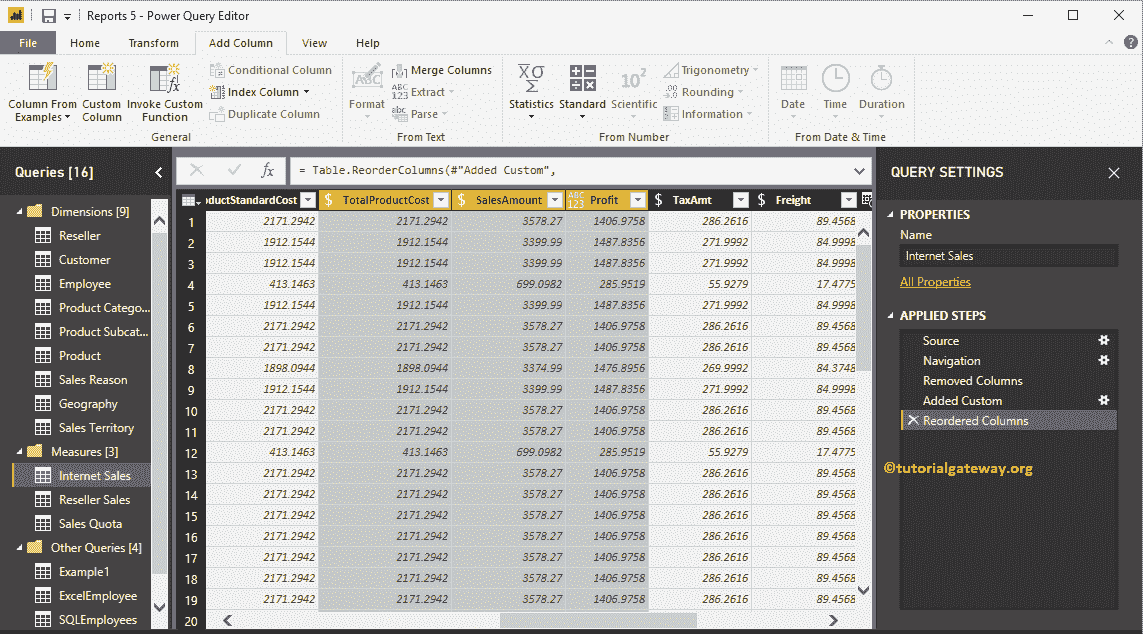 Reports 5 - Power Query Editor
File Home Transform Add Column View Help
Column From Examples
Custom Column
Invoke Custom Function
Conditional Column
Index Column
Duplicate Column
General
ABC
Format
Merge Columns
ABC 123 Extract
abc Parse
From Text
Xσ Σ
Statistics
Standard
10²
Scientific
Trigonometry
.00 →.0 Rounding
Information
From Number
Date
Time
Duration
From Date & Time
Queries [16]
Dimensions [9]
Reseller
Customer
Employee
Product Catego...
Product Subcat...
Product
Sales Reason
Geography
Sales Territory
Measures [3]
Internet Sales
Reseller Sales
Sales Quota
Other Queries [4]
Example1
ExcelEmployee
SQLEmployees
fx = Table.ReorderColumns(#"Added Custom",
ductStandardCost $ TotalProductCost $ SalesAmount ABC 123 Profit $ TaxAmt $ Freight
1 2171.2942 2171.2942 3578.27 1406.9758 286.2616 89.4568
2 1912.1544 1912.1544 3399.99 1487.8356 271.9992 84.9998
3 1912.1544 1912.1544 3399.99 1487.8356 271.9992 84.9998
4 413.1463 413.1463 699.0982 285.9519 55.9279 17.4775
5 1912.1544 1912.1544 3399.99 1487.8356 271.9992 84.9998
6 2171.2942 2171.2942 3578.27 1406.9758 286.2616 89.4568
7 2171.2942 2171.2942 3578.27 1406.9758 286.2616 89.4568
8 1898.0944 1898.0944 3374.99 1476.8956 269.9992 84.3748
9 1912.1544 1912.1544 3399.99 1487.8356 271.9992 84.9998
10 2171.2942 2171.2942 3578.27 1406.9758 286.2616 89.4568
11 2171.2942 2171.2942 3578.27 1406.9758 286.2616 89.4568
12 413.1463 413.1463 699.0982 285.9519 55.9279 17.4775
13 2171.2942 2171.2942 3578.27 1406.9758 286.2616 89.4568
14 2171.2942 2171.2942 3578.27 1406.9758 286.2616 89.4568
15 2171.2942 2171.2942 3578.27 1406.9758 286.2616 89.4568
16 2171.2942 2171.2942 3578.27 1406.9758 286.2616 89.4568
17 2171.2942 2171.2942 3578.27 1406.9758 286.2616 89.4568
18 2171.2942 2171.2942 3578.27 1406.9758 286.2616 89.4568
19 2171.2942 2171.2942 3578.27 1406.9758 286.2616 89.4568
20
QUERY SETTINGS
PROPERTIES
Name
Internet Sales
All Properties
APPLIED STEPS
Source
Navigation
Removed Columns
Added Custom
Reordered Columns
©tutorialgateway.org